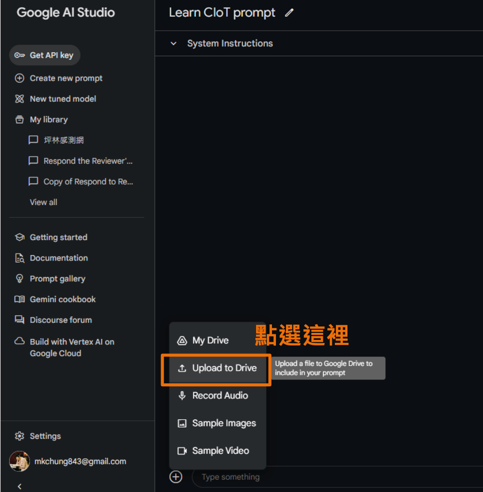 Google AI Studio
Get API key
Create new prompt
New tuned model
My library
坪林感測網
Respond the Reviewer'...
Copy of Respond to Re...
View all
Getting started
Documentation
Prompt gallery
Gemini cookbook
Discourse forum
Build with Vertex AI on
Google Cloud
Settings
mkchung843@gmail.com
Learn CIoT prompt
System Instructions
點選這裡
My Drive
Upload to Drive
Upload a file to Google Drive to
include in your prompt
Record Audio
Sample Images
Sample Video
Type something